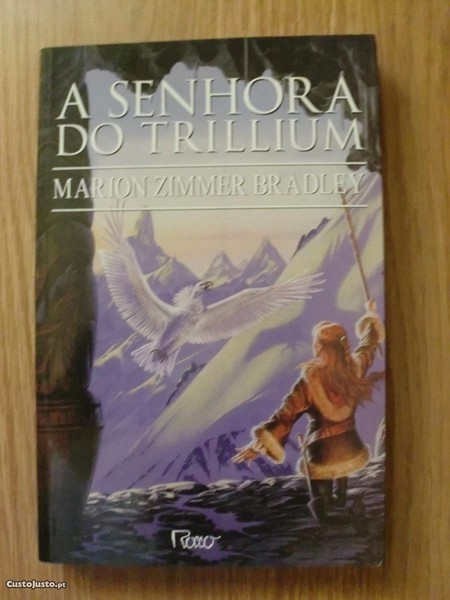 A SENHORA
DO TRILLIUM
MARION ZIMMER BRADLEY
Rocco
CustoJusto.pt